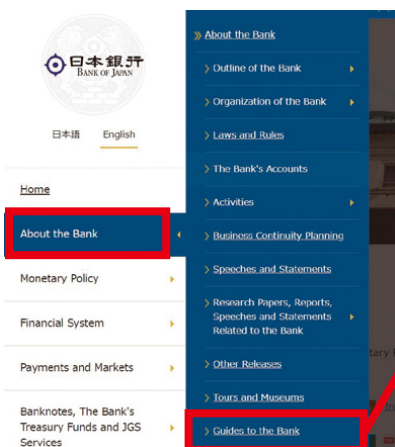 日本銀行
BANK OF JAPAN
日本語 English
Home
About the Bank
Monetary Policy
Financial System
Payments and Markets
Banknotes, The Bank's
Treasury Funds and JGS
Services
About the Bank
Outline of the Bank
Organization of the Bank
Laws and Rules
The Bank's Accounts
Activities
Business Continuity Planning
Speeches and Statements
Research Papers, Reports,
Speeches and Statements
Related to the Bank
Other Releases
Tours and Museums
Guides to the Bank